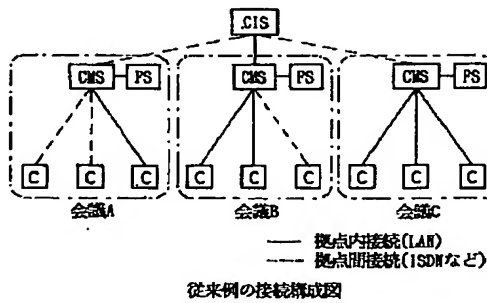 CIS
CMS PS CMS PS CMS PS
C C C C C C C C C
会議A 会議B 会議C
拠点内接続(LAN)
拠点間接続(ISDNなど)
従来例の接続構成図